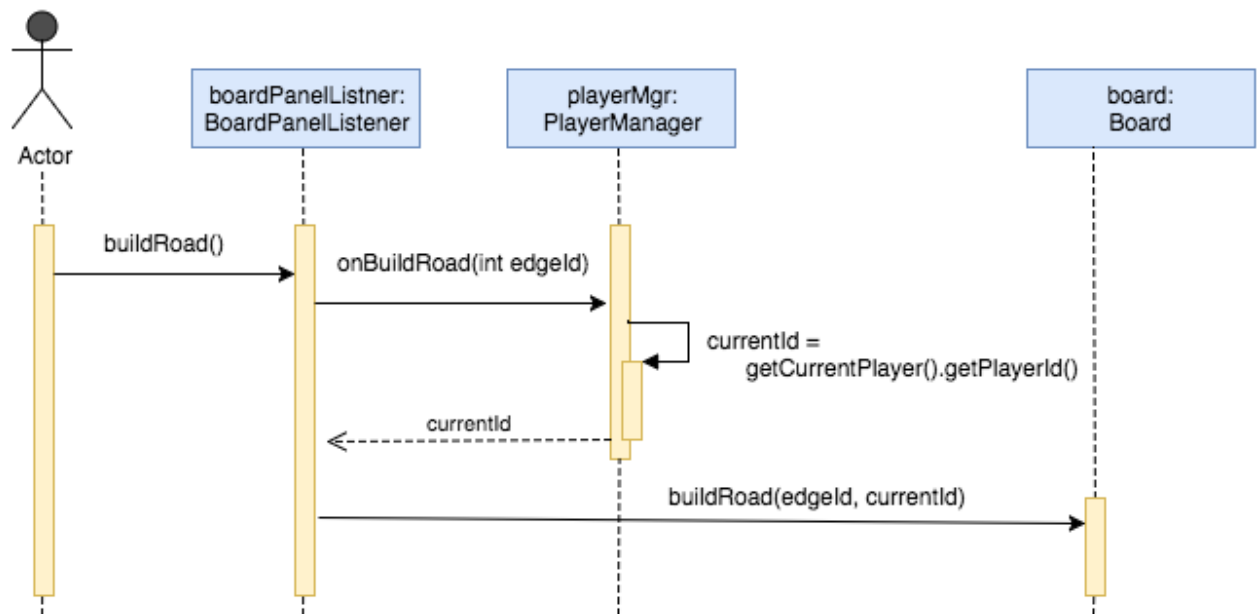 boardPanelListner:
BoardPanelListener
playerMgr:
PlayerManager
board:
Board
Actor
buildRoad()
onBuildRoad(int edgeId)
currentId =
getCurrentPlayer().getPlayerId()
currentId
buildRoad(edgeId, currentId)